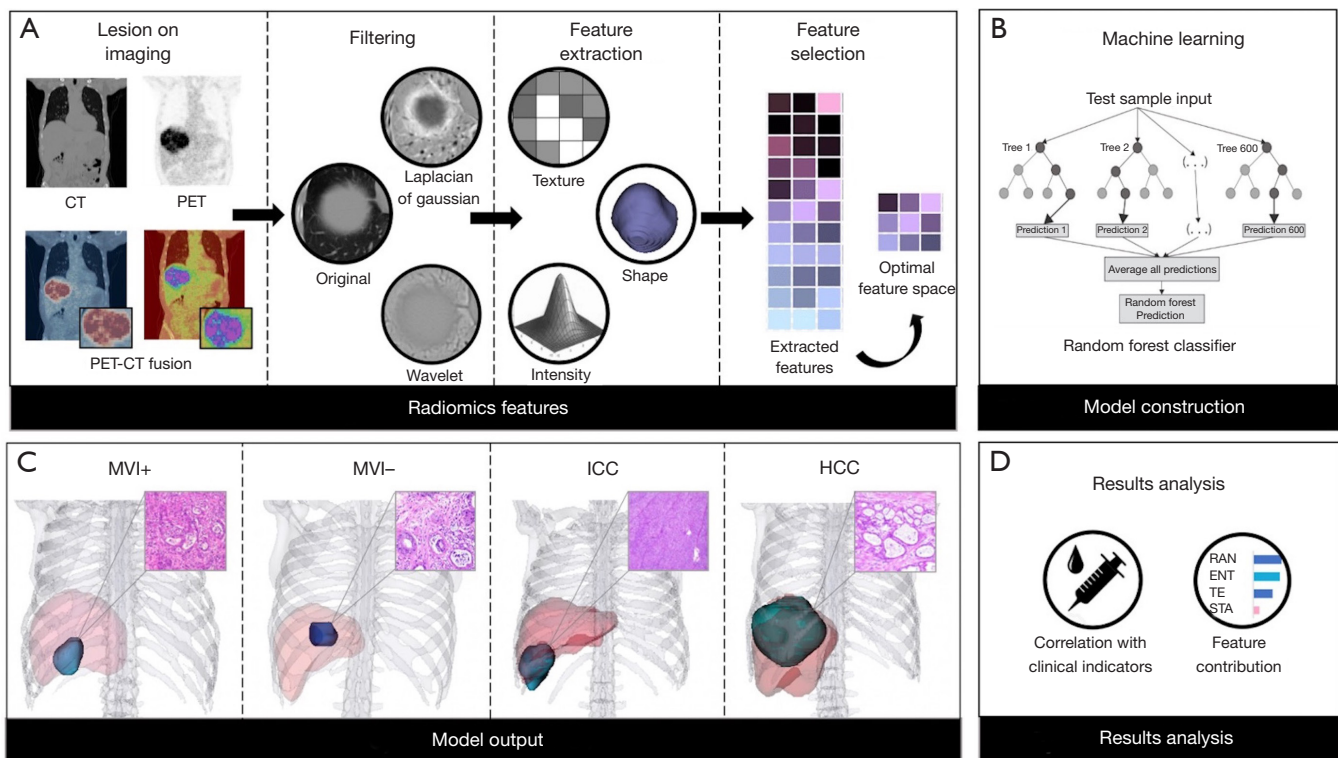 A
Lesion on
imaging
CT
PET
PET-CT fusion
Filtering
Laplacian
of gaussian
Original
Wavelet
Feature
extraction
Texture
Shape
Intensity
Feature
selection
Extracted
features
Optimal
feature space
Radiomics features
B
Machine learning
Test sample input
Tree 1
Tree 2
(. . .)
Tree 600
Prediction 1
Prediction 2
(. . .)
Prediction 600
Average all predictions
Random forest
Prediction
Random forest classifier
Model construction
C
MVI+
MVI–
ICC
HCC
Model output
D
Results analysis
RAN
ENT
TE
STA
Correlation with
clinical indicators
Feature
contribution
Results analysis